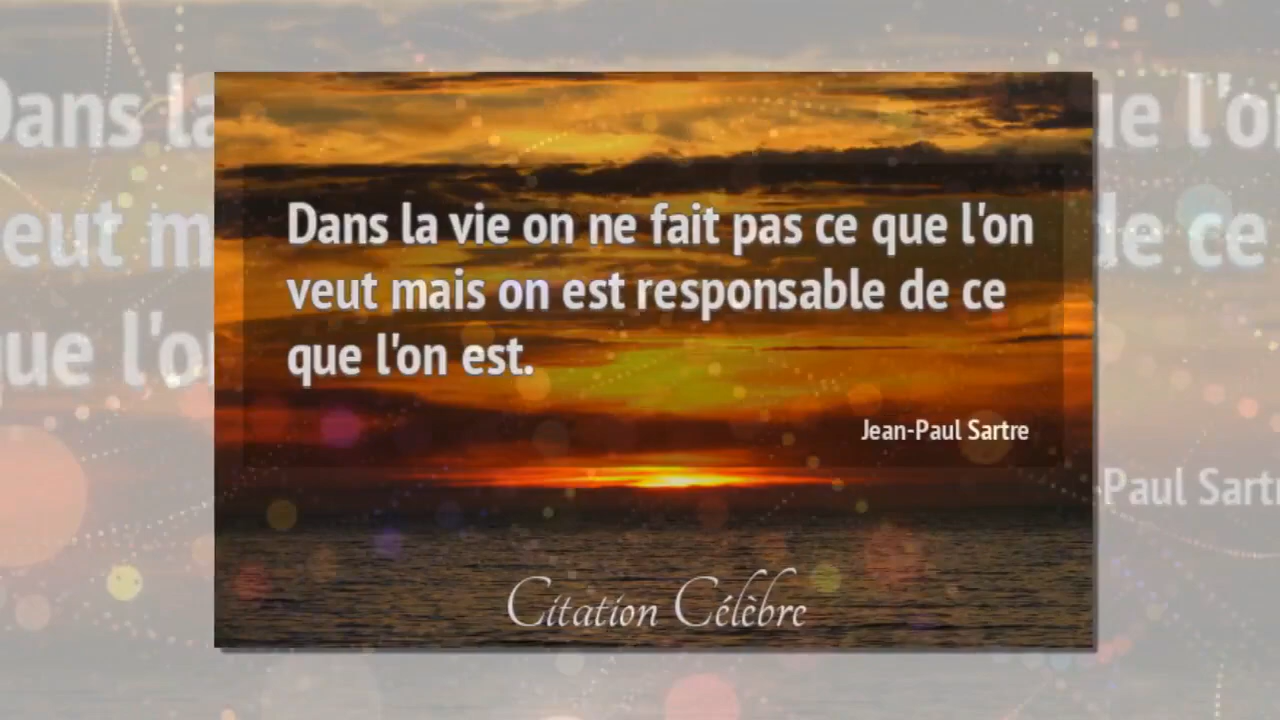 Dans la vie on ne fait pas ce que l'on
veut mais on est responsable de ce
que l'on est.
Jean-Paul Sartre
Citation Célèbre